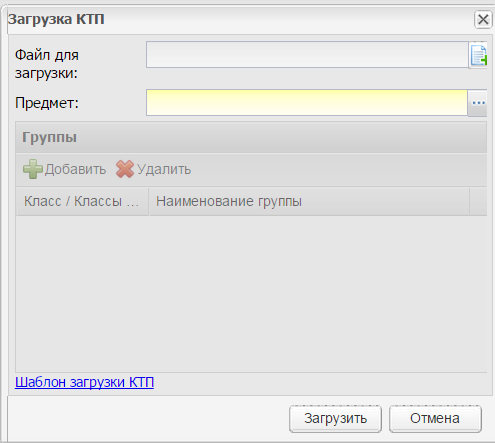 Загрузка КТП
Файл для
загрузки:
Предмет:
...
Группы
Добавить Удалить
Класс / Классы ... Наименование группы
Шаблон загрузки КТП
Загрузить Отмена